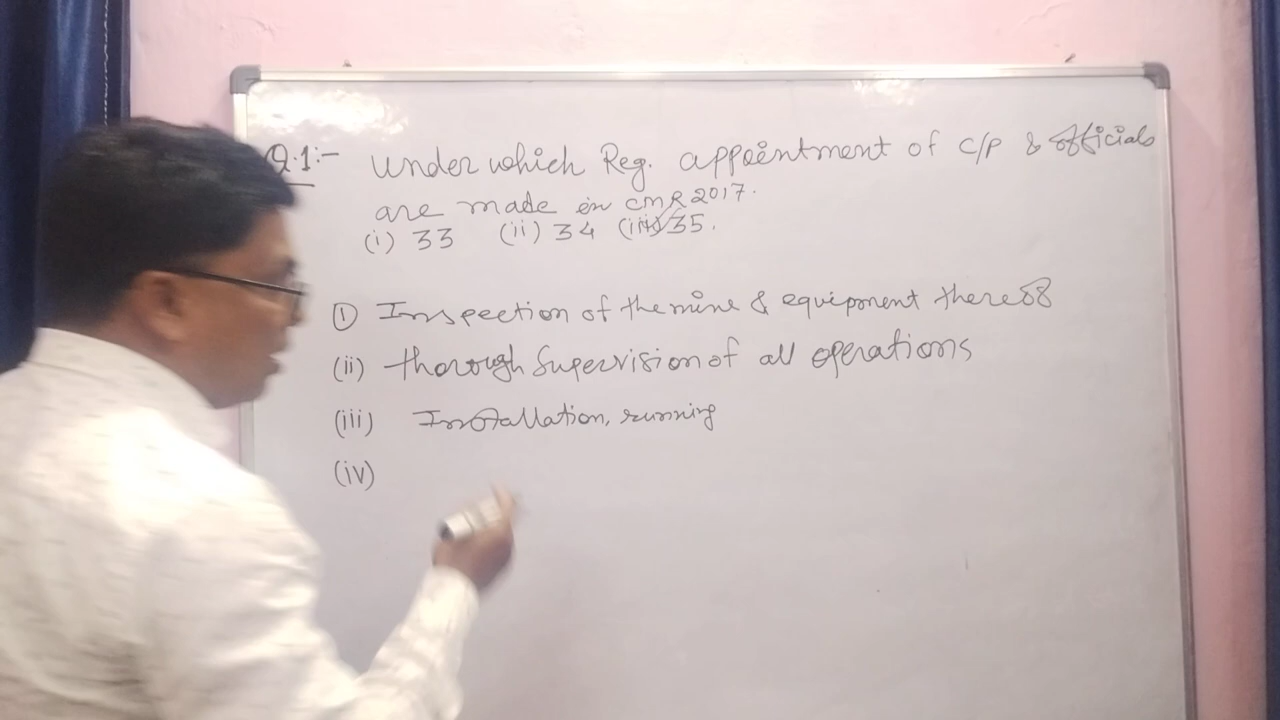 Q.1:- Under which Reg. appointment of C/P & officials
are made in CMR 2017.
(i) 33 (ii) 34 (iii) 35.
(i) Inspection of the mine & equipment thereof
(ii) thorough Supervision of all operations
(iii) Installation, running
(iv)